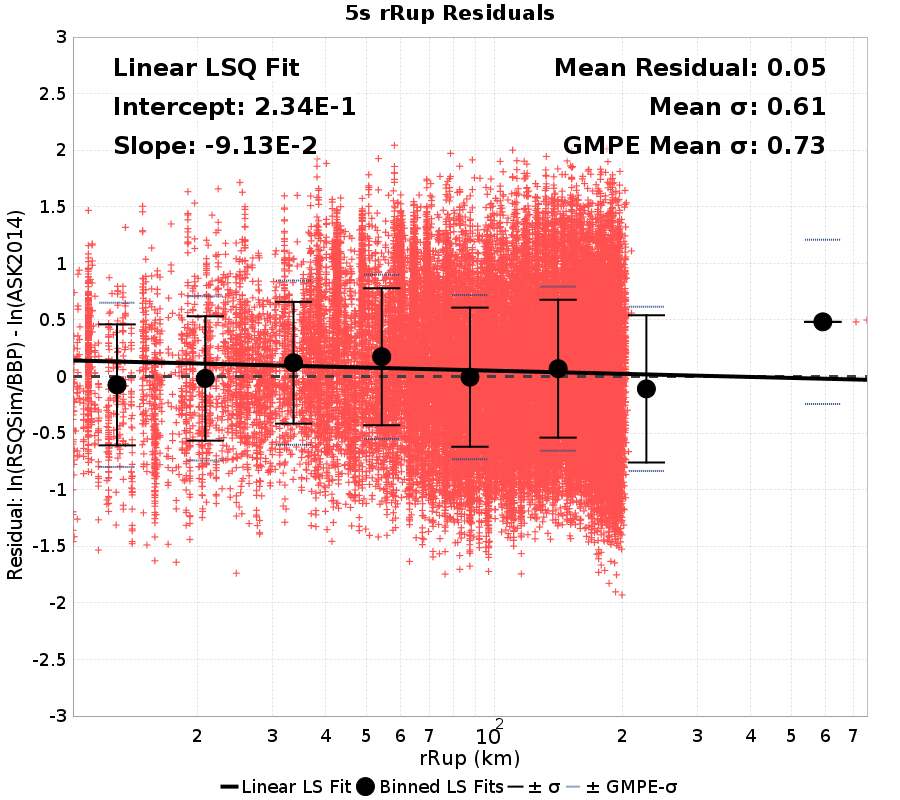 5s rRup Residuals
Linear LSQ Fit
Intercept: 2.34E-1
Slope: -9.13E-2
Mean Residual: 0.05
Mean σ: 0.61
GMPE Mean σ: 0.73
Residual: ln(RSQSim/BBP) - ln(ASK2014)
3
2.5
2
1.5
1
0.5
0
-0.5
-1
-1.5
-2
-2.5
-3
2 3 4 5 6 7 10² 2 3 4 5 6 7
rRup (km)
Linear LS Fit Binned LS Fits ± σ ± GMPE-σ